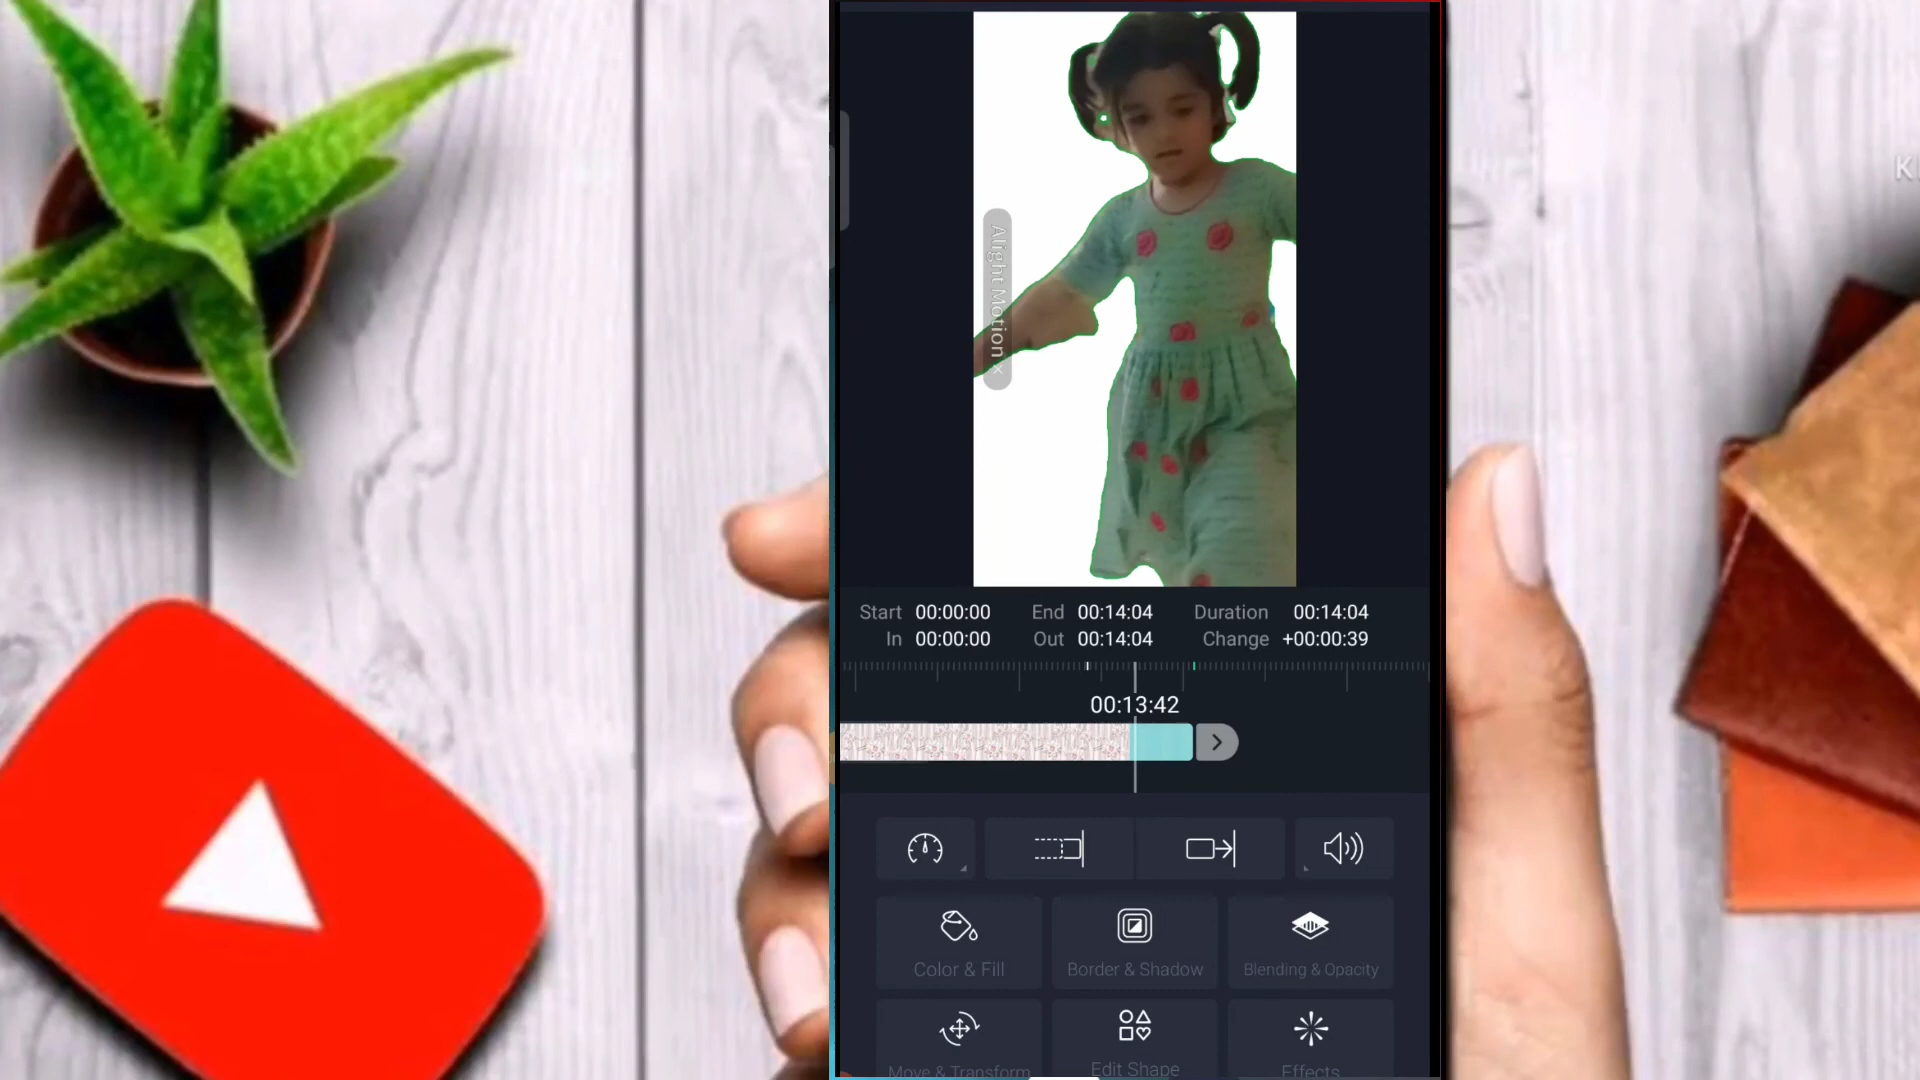 K
Alight Motion ×
Start 00:00:00 End 00:14:04 Duration 00:14:04
In 00:00:00 Out 00:14:04 Change +00:00:39
00:13:42
Color & Fill Border & Shadow Blending & Opacity
Move & Transform Edit Shape Effects